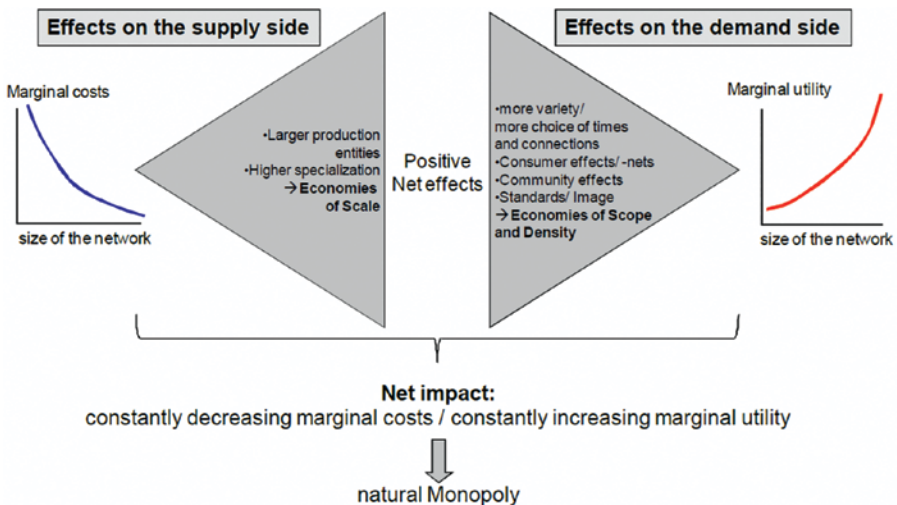 Effects on the supply side
Effects on the demand side
Marginal costs
size of the network
•Larger production
entities
•Higher specialization
→Economies
of Scale
Positive
Net effects
•more variety/
more choice of times
and connections
•Consumer effects/ -nets
•Community effects
•Standards/ Image
→Economies of Scope
and Density
Marginal utility
size of the network
Net impact:
constantly decreasing marginal costs / constantly increasing marginal utility
natural Monopoly